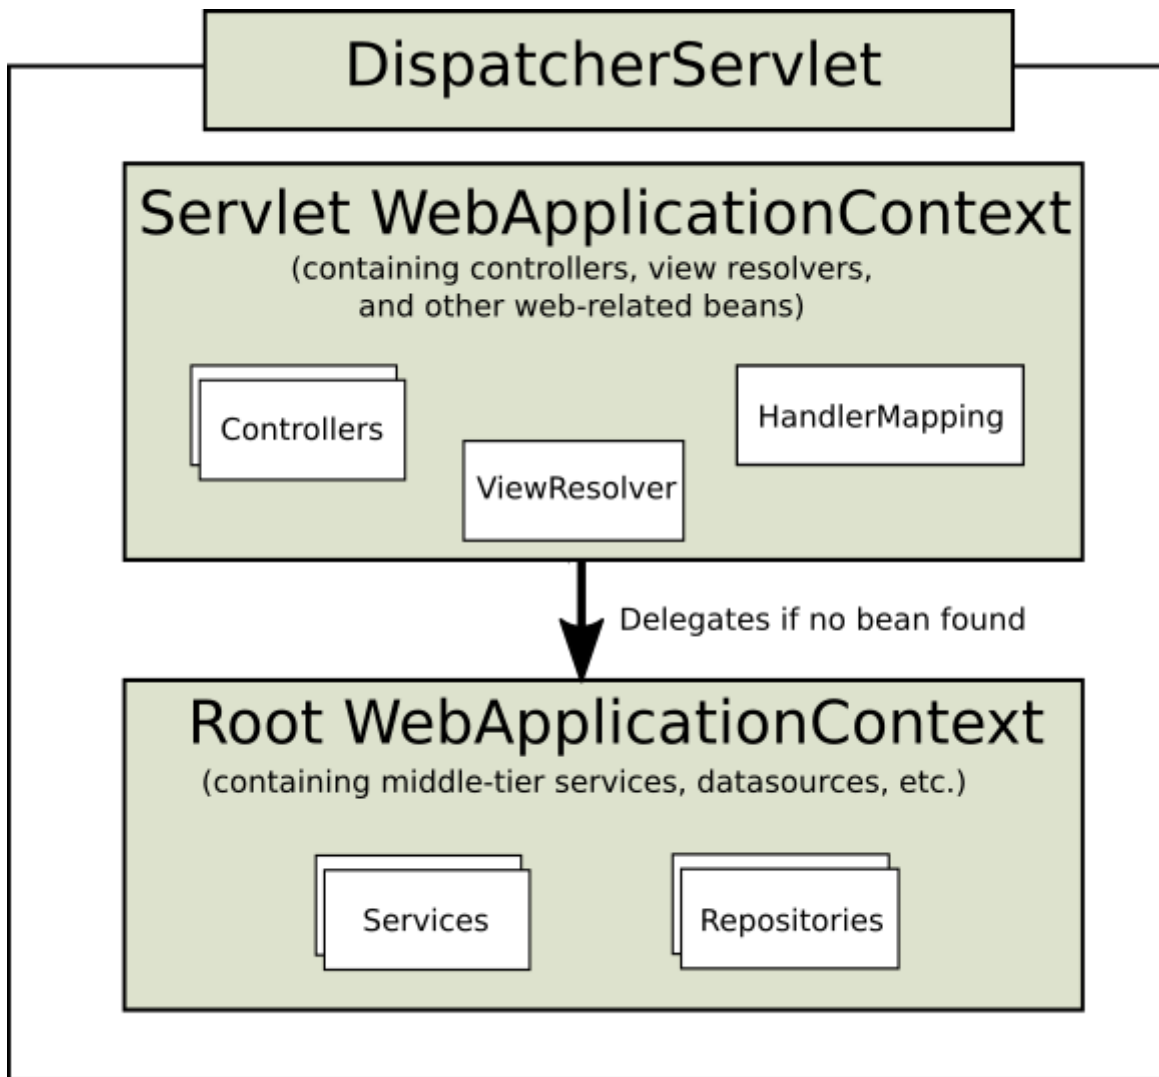 DispatcherServlet
Servlet WebApplicationContext
(containing controllers, view resolvers,
and other web-related beans)
Controllers
HandlerMapping
ViewResolver
Delegates if no bean found
Root WebApplicationContext
(containing middle-tier services, datasources, etc.)
Services
Repositories